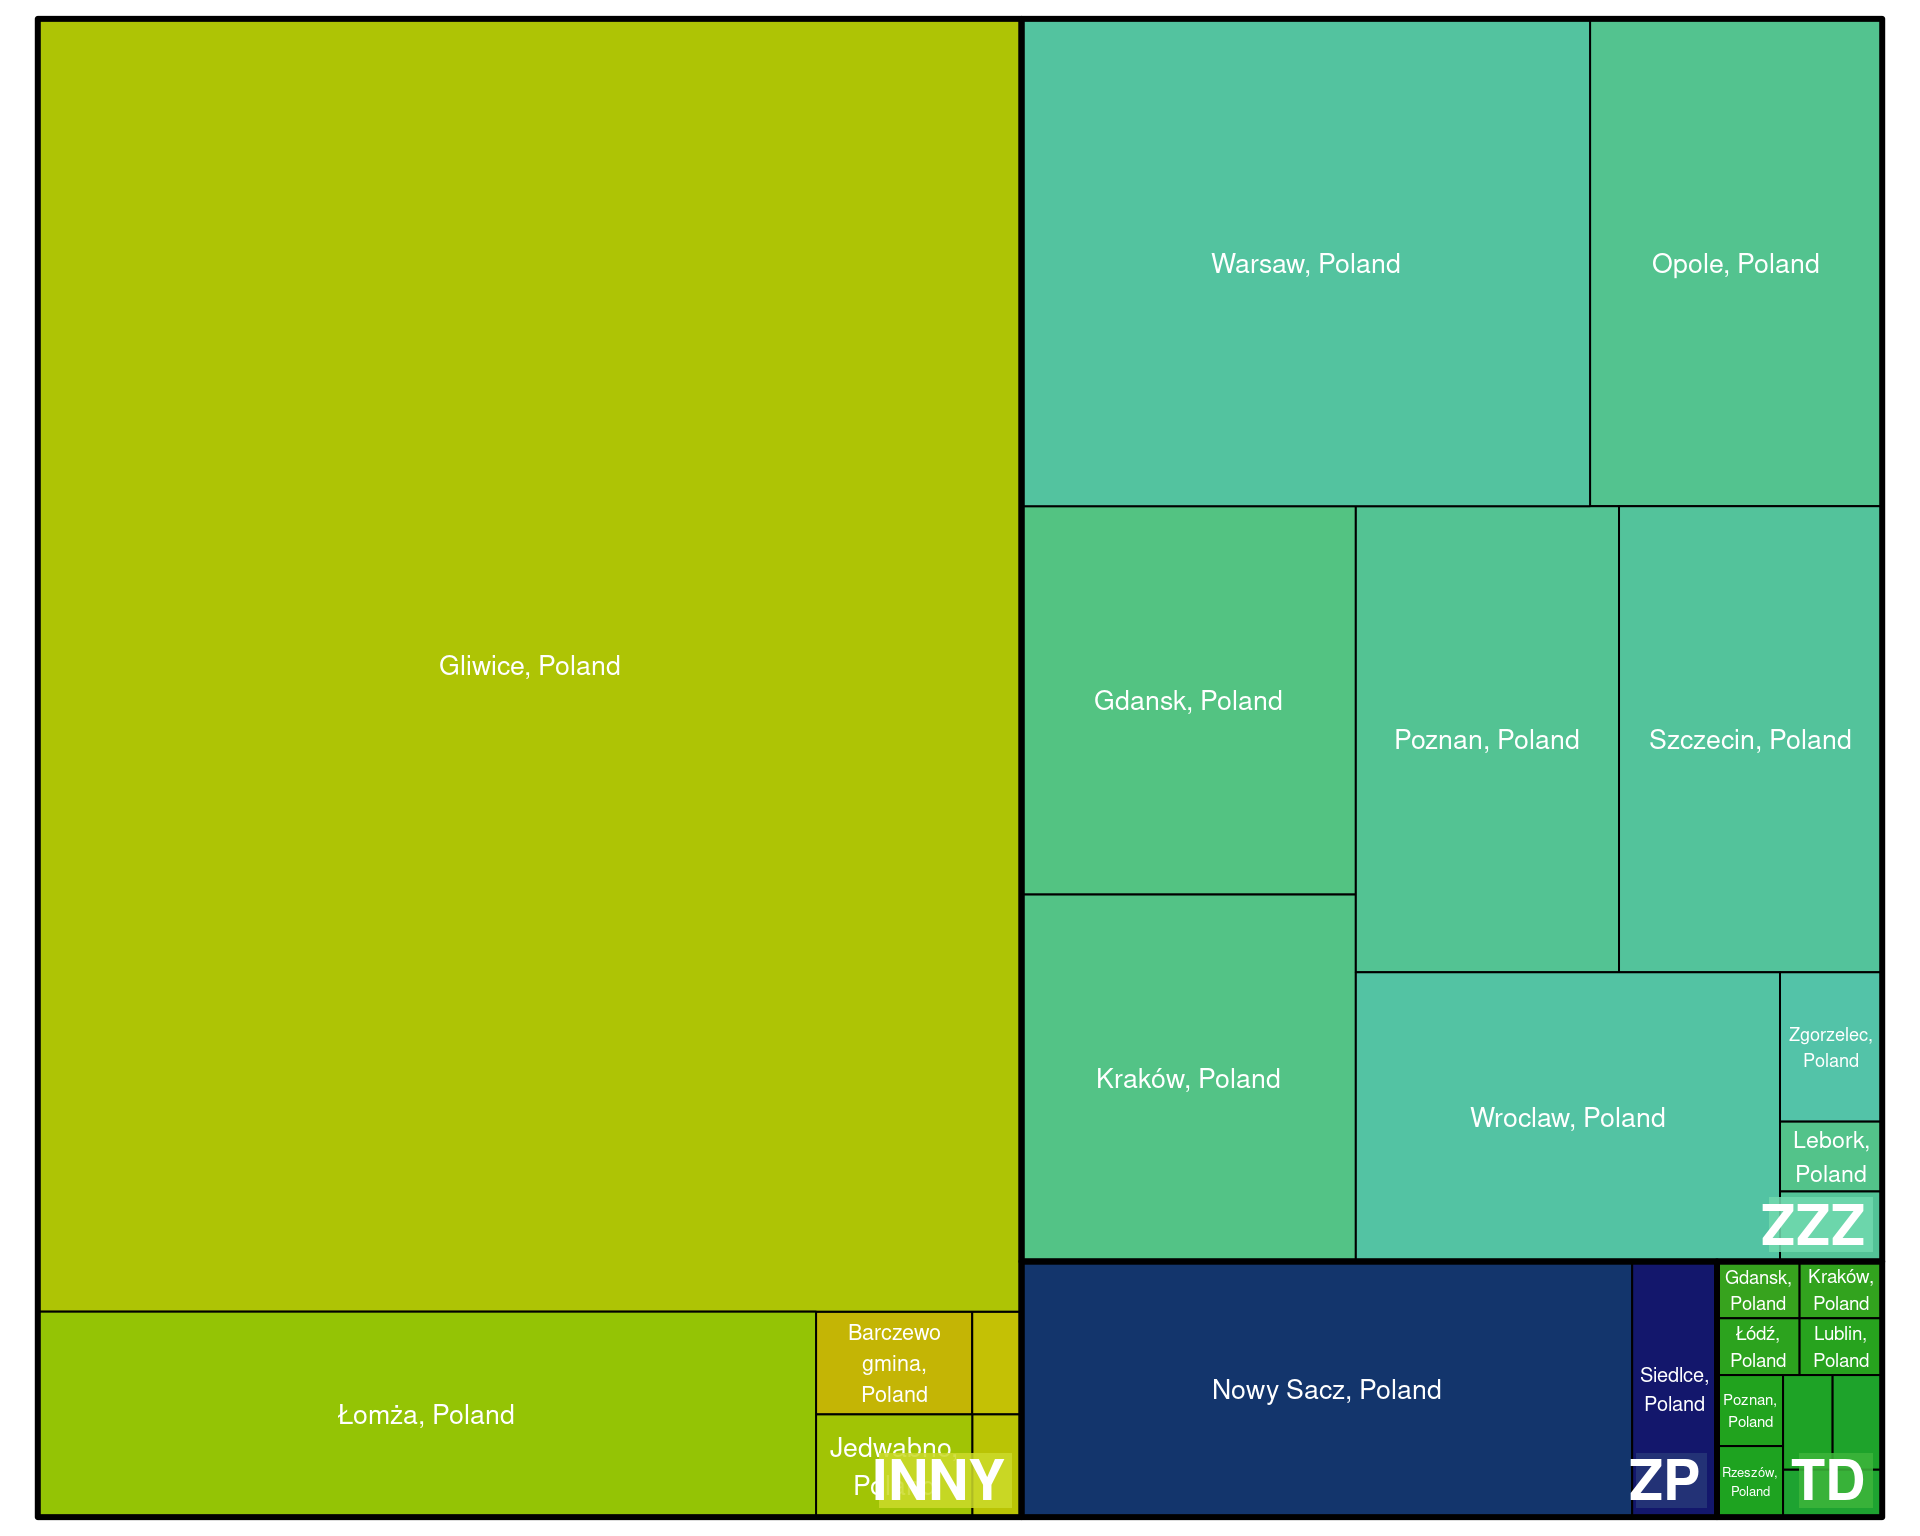 Gliwice, Poland
Łomża, Poland
Barczewo
gmina,
Poland
Jedwabno,
Poland
INNY
Warsaw, Poland
Opole, Poland
Gdansk, Poland
Poznan, Poland
Szczecin, Poland
Kraków, Poland
Wroclaw, Poland
Zgorzelec,
Poland
Lebork,
Poland
ZZZ
Nowy Sacz, Poland
Siedlce,
Poland
ZP
Gdansk,
Poland
Kraków,
Poland
Łódź,
Poland
Lublin,
Poland
Poznan,
Poland
Rzeszów,
Poland
TD